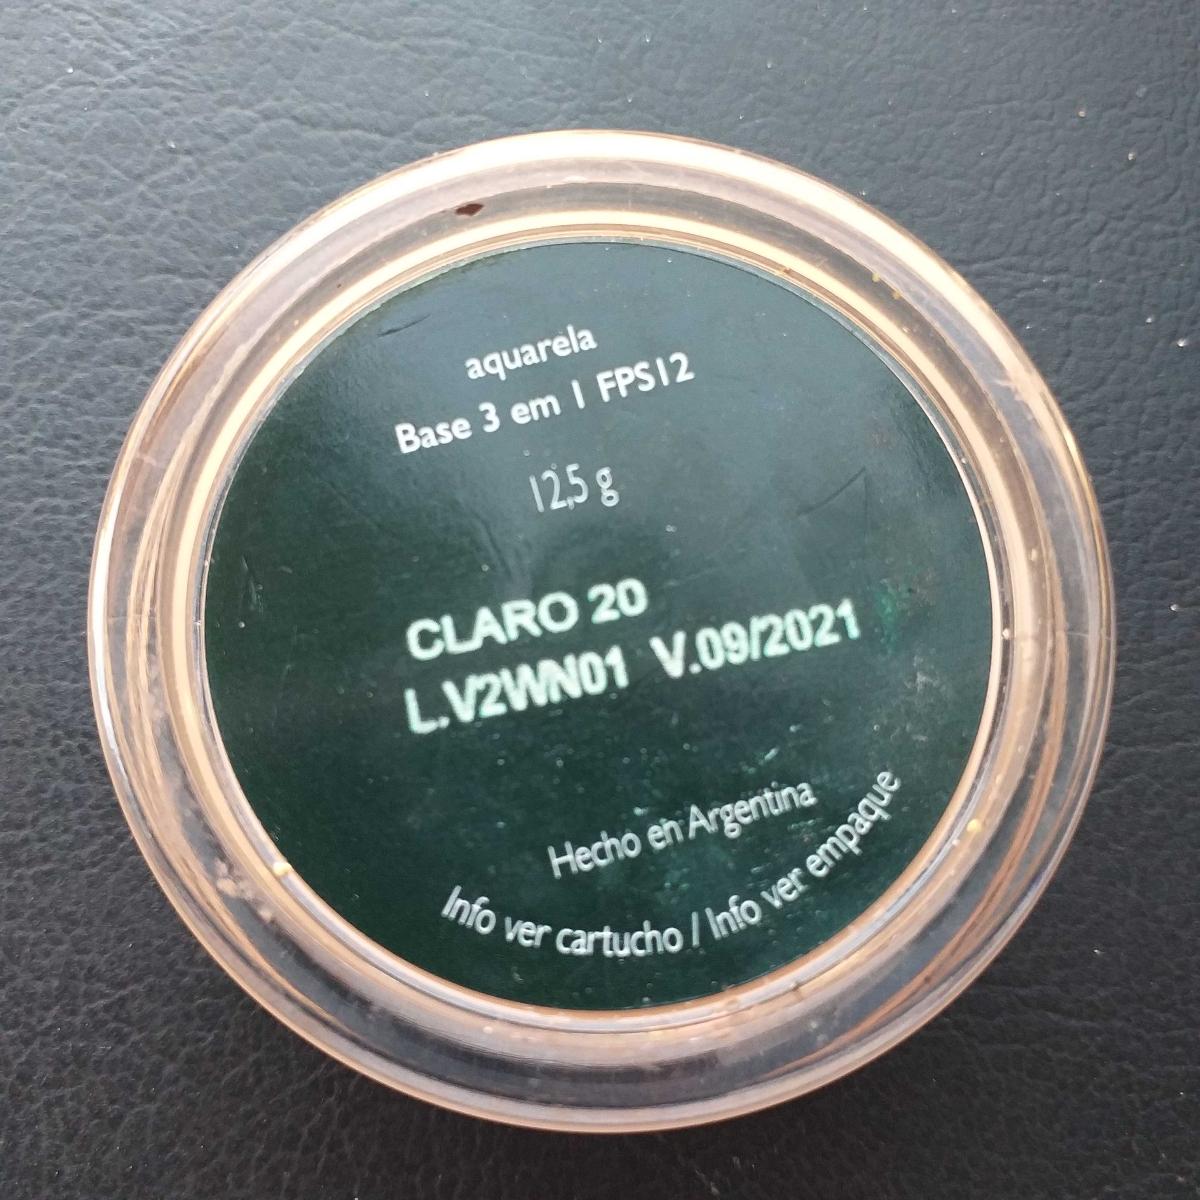 aquarela
Base 3 em 1 FPS12
12,5 g
CLARO 20
L.V2WN01 V.09/2021
Hecho en Argentina
Info ver cartucho / Info ver empaque